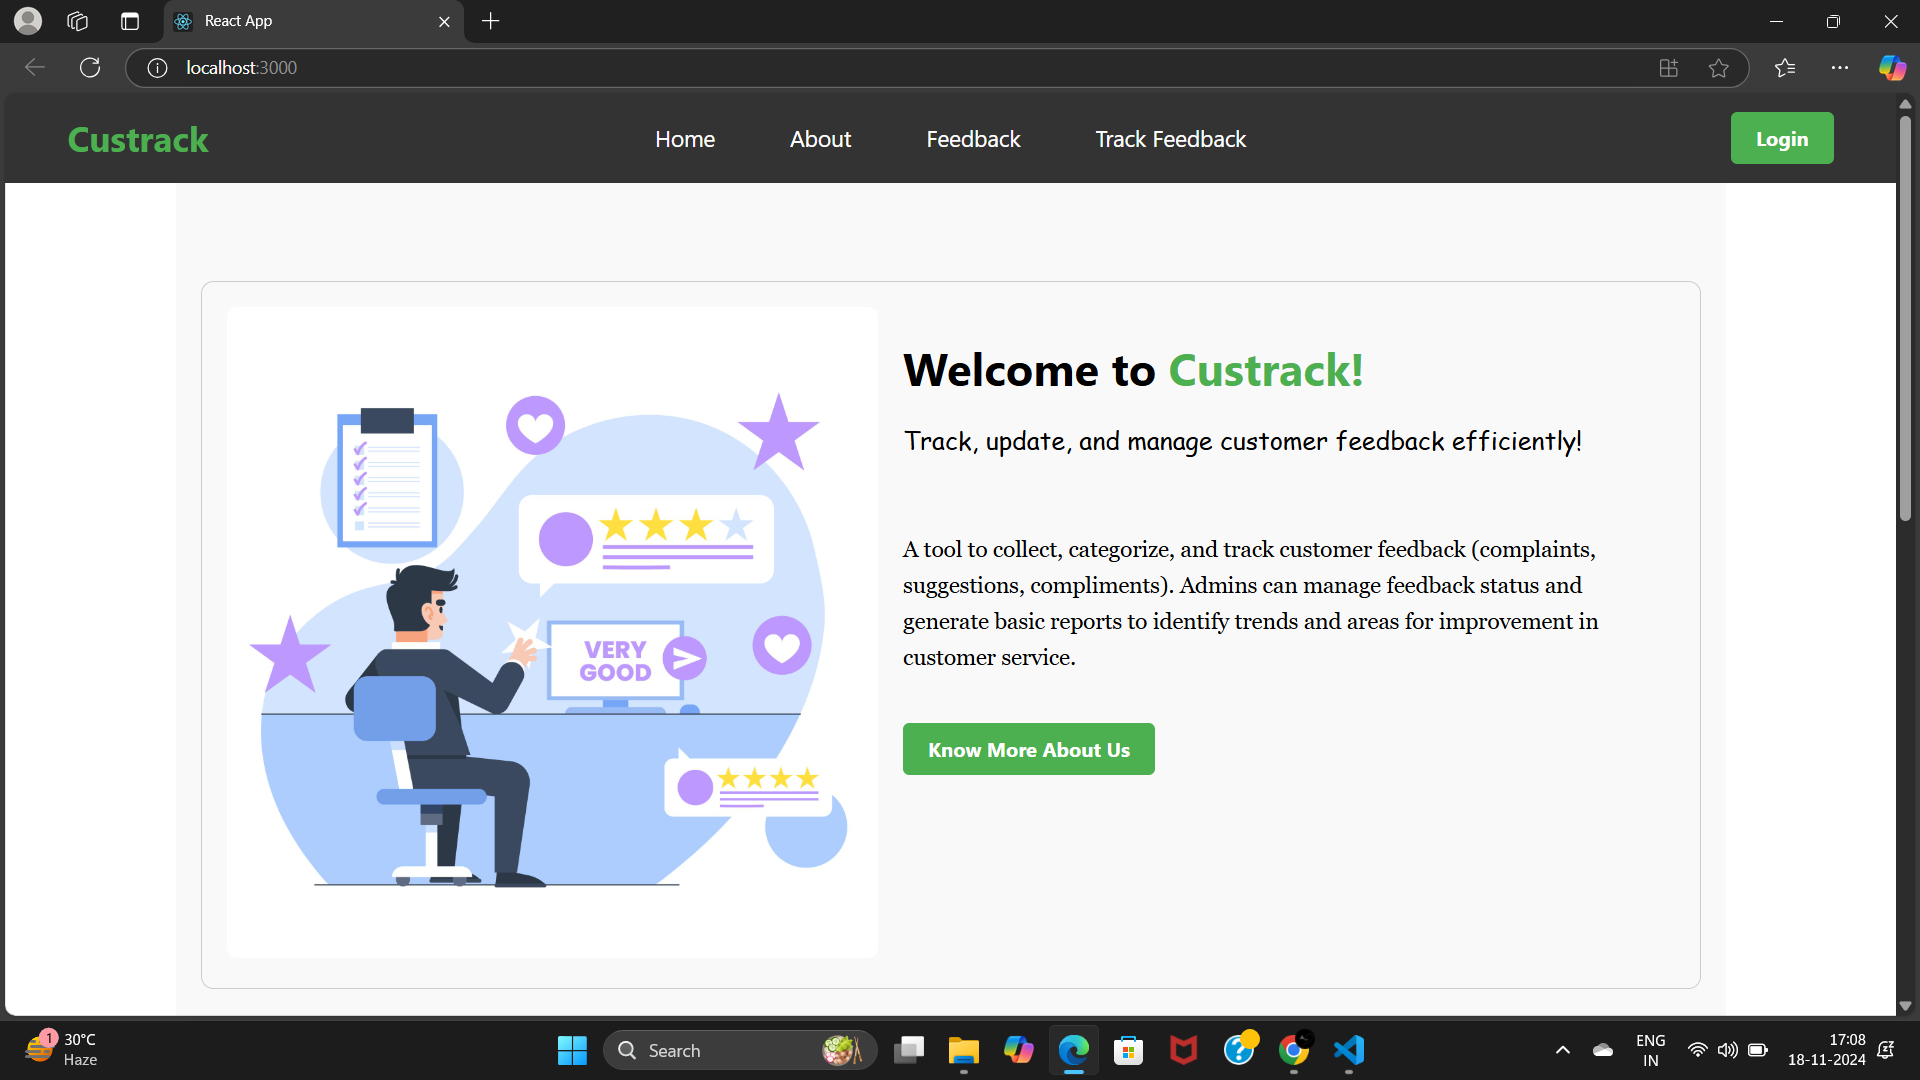 React App
localhost:3000
Custrack
Home
About
Feedback
Track Feedback
Login
Welcome to Custrack!
Track, update, and manage customer feedback efficiently!
A tool to collect, categorize, and track customer feedback (complaints,
suggestions, compliments). Admins can manage feedback status and
generate basic reports to identify trends and areas for improvement in
customer service.
Know More About Us
VERY
GOOD
1
30°C
Haze
Search
ENG
IN
17:08
18-11-2024